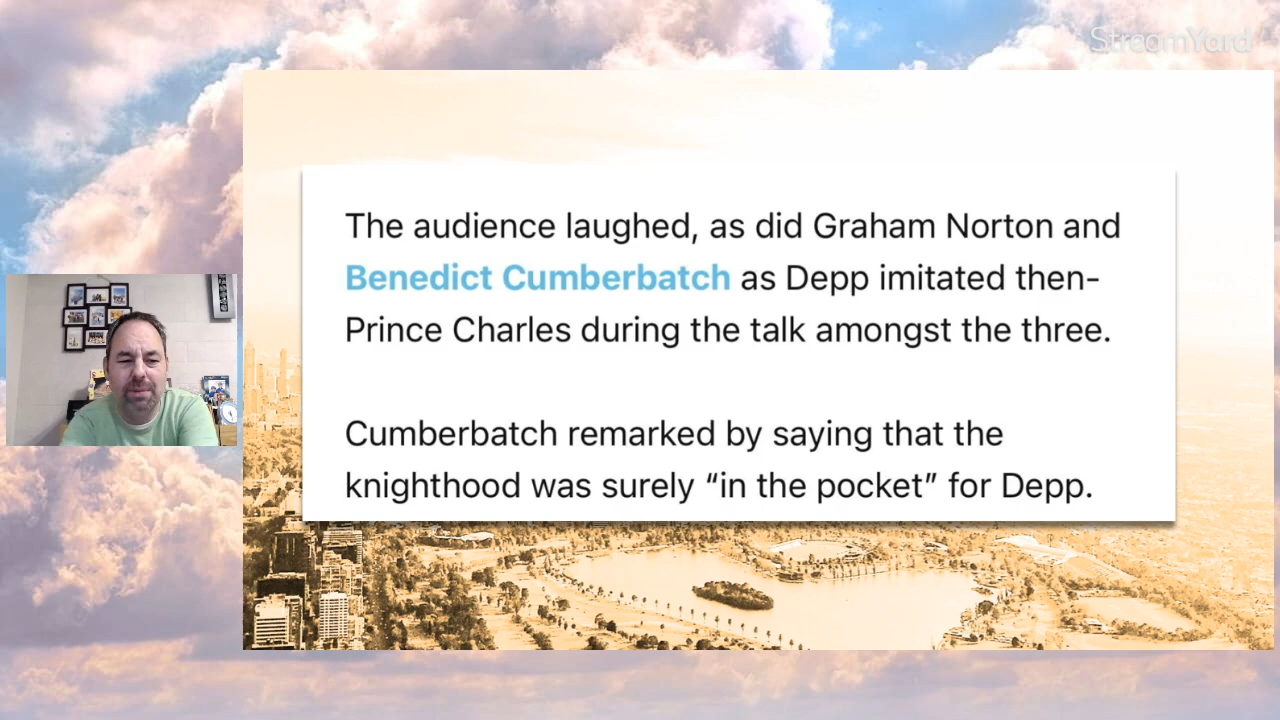 StreamYard
The audience laughed, as did Graham Norton and
Benedict Cumberbatch as Depp imitated then-
Prince Charles during the talk amongst the three.
Cumberbatch remarked by saying that the
knighthood was surely “in the pocket” for Depp.